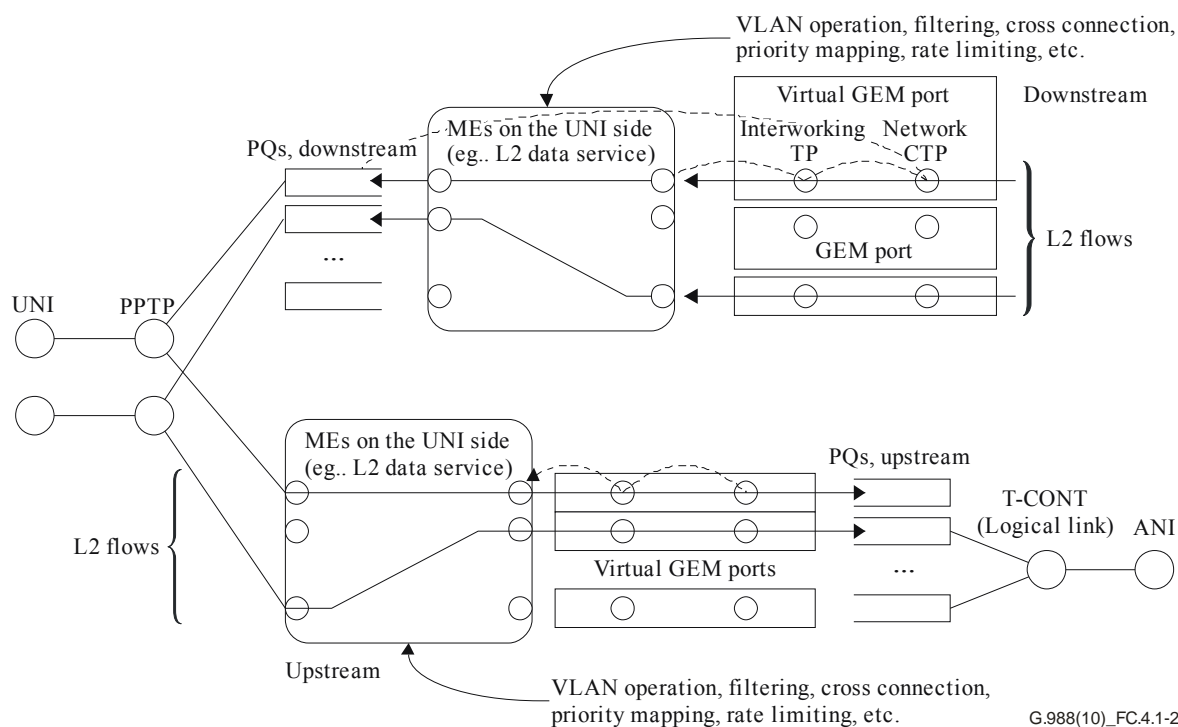 VLAN operation, filtering, cross connection,
priority mapping, rate limiting, etc.
Virtual GEM port
Downstream
MEs on the UNI side
(eg.. L2 data service)
Interworking
TP
Network
CTP
PQs, downstream
L2 flows
GEM port
...
UNI
PPTP
MEs on the UNI side
(eg.. L2 data service)
PQs, upstream
T-CONT
(Logical link)
ANI
L2 flows
Virtual GEM ports
...
Upstream
VLAN operation, filtering, cross connection,
priority mapping, rate limiting, etc.
G.988(10)_FC.4.1-2